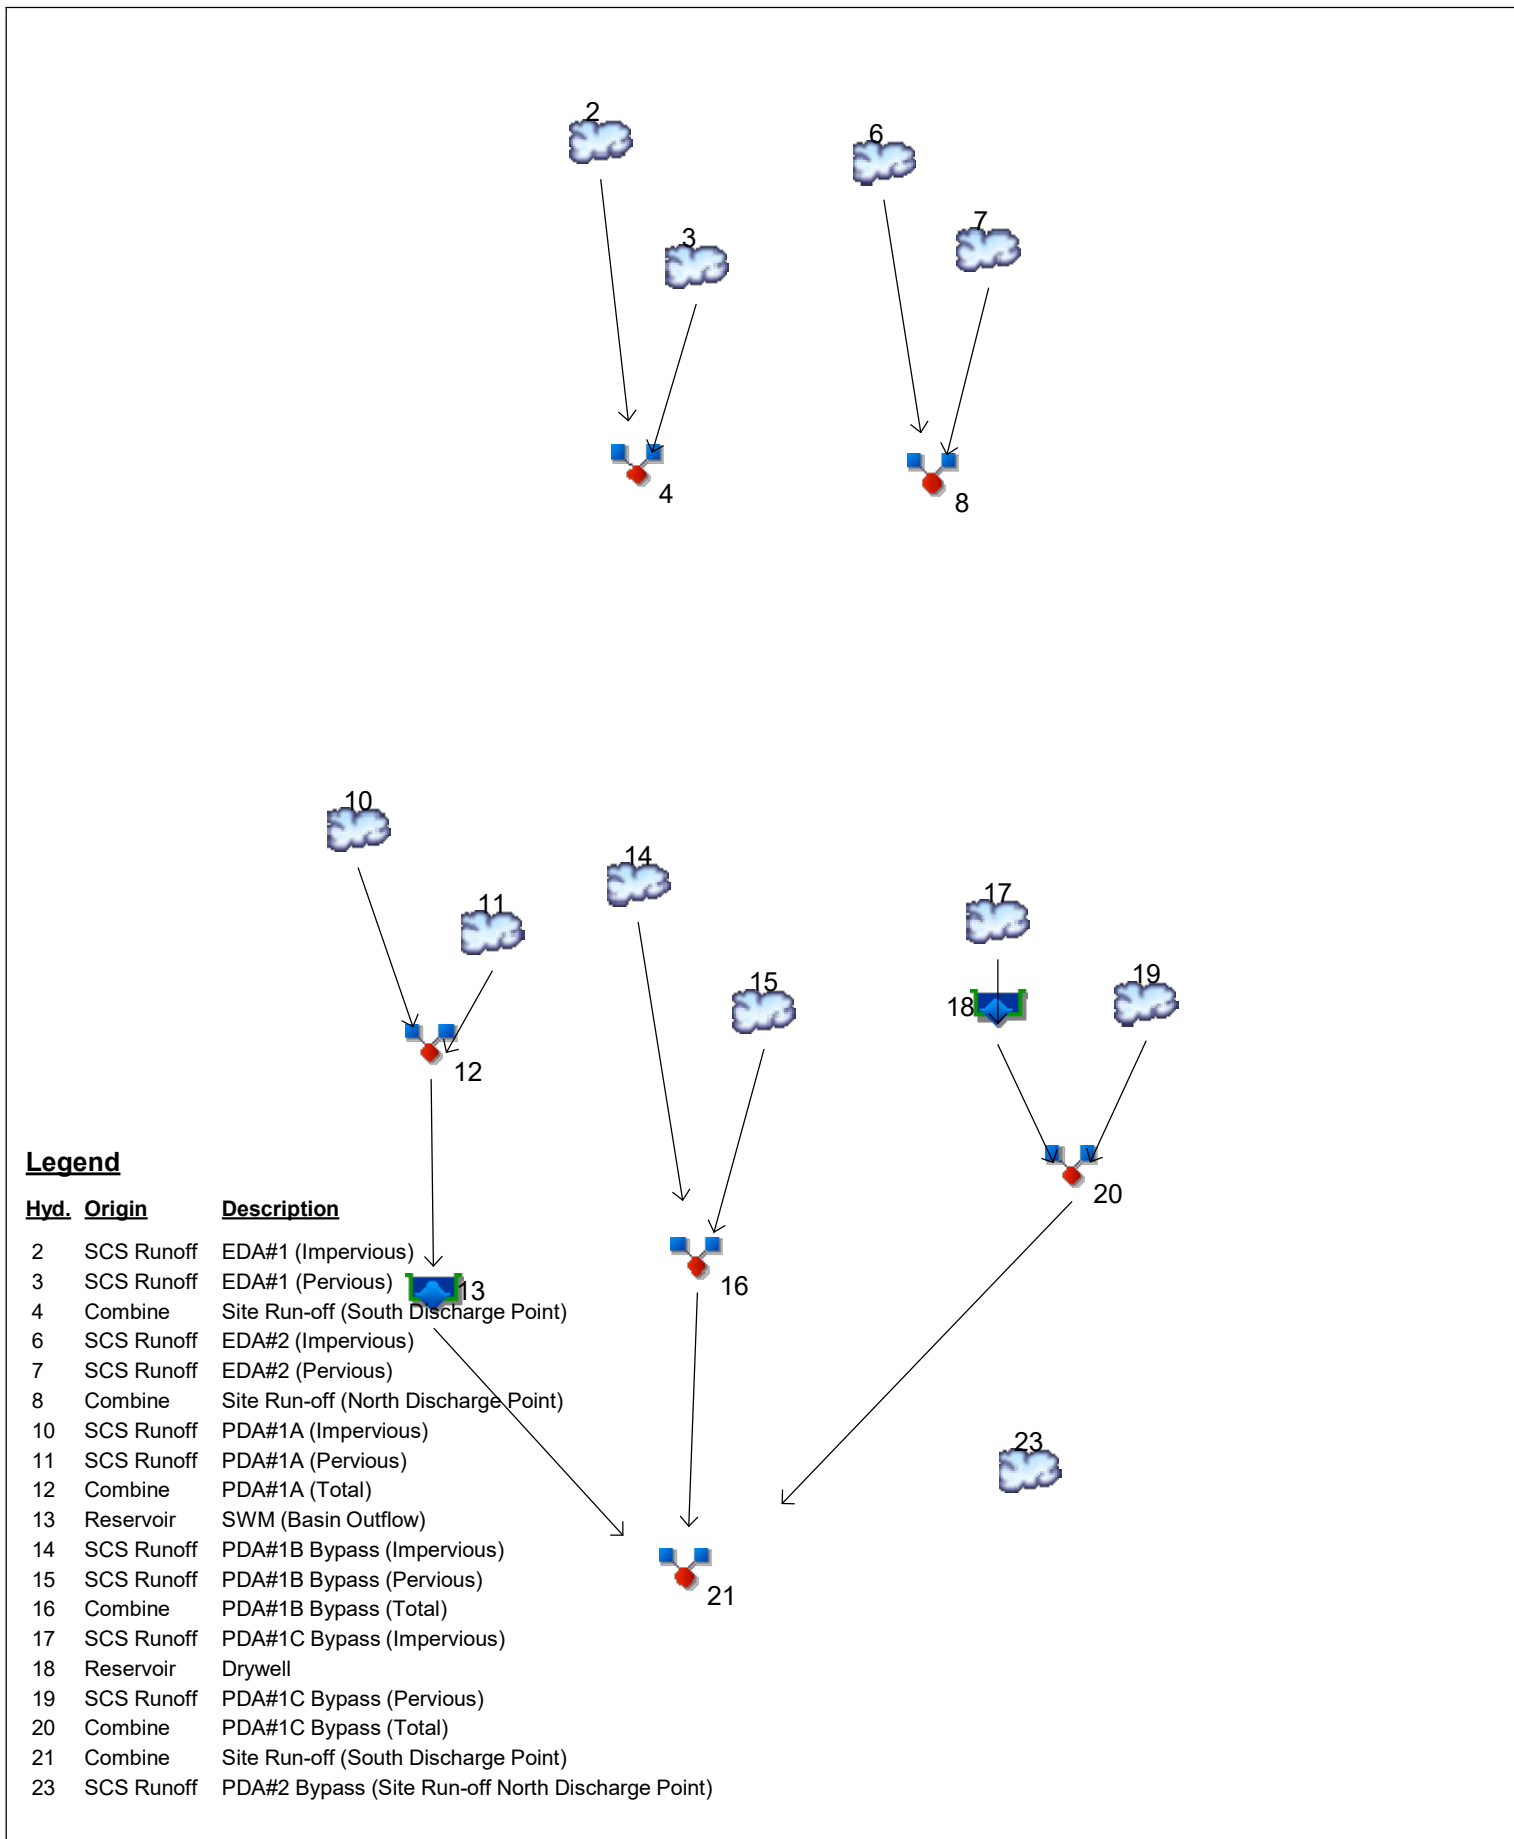 2
6
7
3
4
8
10
14
17
11
15
19
18
12
20
16
13
23
21
Legend
Hyd. Origin Description
2 SCS Runoff EDA#1 (Impervious)
3 SCS Runoff EDA#1 (Pervious)
4 Combine Site Run-off (South Discharge Point)
6 SCS Runoff EDA#2 (Impervious)
7 SCS Runoff EDA#2 (Pervious)
8 Combine Site Run-off (North Discharge Point)
10 SCS Runoff PDA#1A (Impervious)
11 SCS Runoff PDA#1A (Pervious)
12 Combine PDA#1A (Total)
13 Reservoir SWM (Basin Outflow)
14 SCS Runoff PDA#1B Bypass (Impervious)
15 SCS Runoff PDA#1B Bypass (Pervious)
16 Combine PDA#1B Bypass (Total)
17 SCS Runoff PDA#1C Bypass (Impervious)
18 Reservoir Drywell
19 SCS Runoff PDA#1C Bypass (Pervious)
20 Combine PDA#1C Bypass (Total)
21 Combine Site Run-off (South Discharge Point)
23 SCS Runoff PDA#2 Bypass (Site Run-off North Discharge Point)